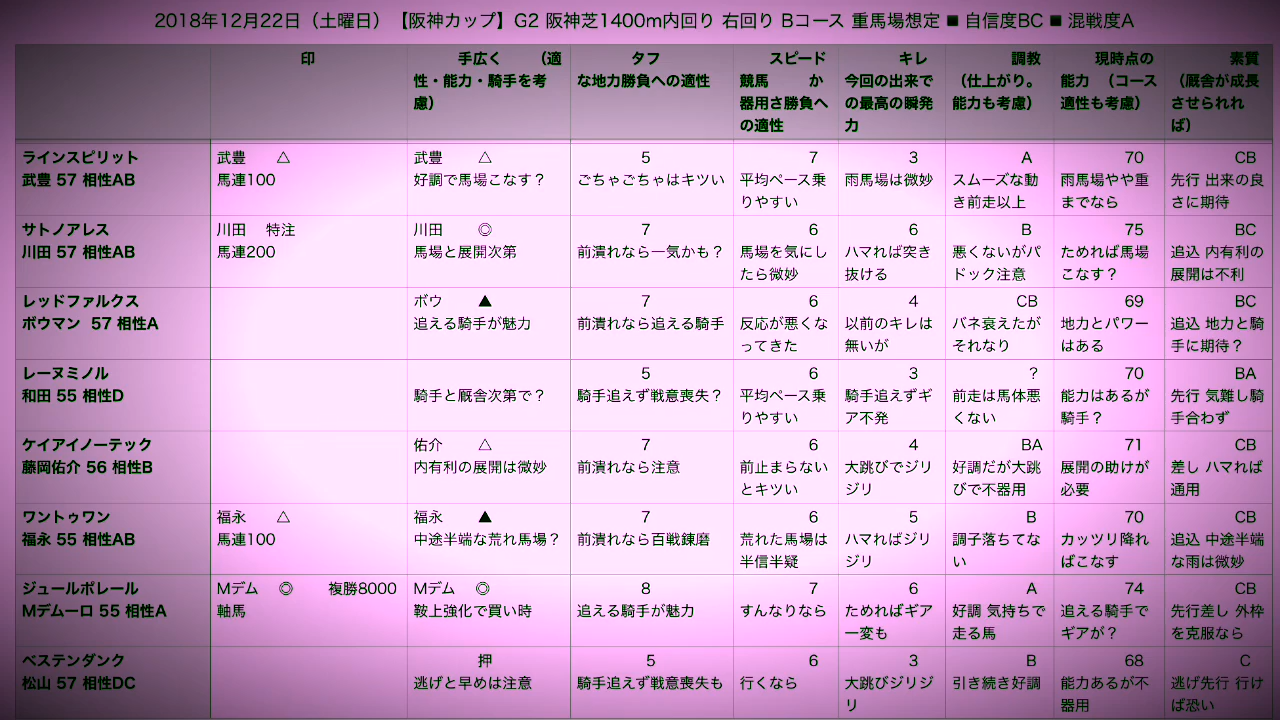 2018年12月22日（土曜日）【阪神カップ】G2 阪神芝1400m内回り 右回り Bコース 重馬場想定 ■ 自信度BC ■ 混戦度A
印
手広く （適
性・能力・騎手を考
慮）
タフ
な地力勝負への適性
スピード
競馬 か
器用さ勝負へ
の適性
キレ
今回の出来で
の最高の瞬発
力
調教
（仕上がり。
能力も考慮）
現時点の
能力 （コース
適性も考慮）
素質
（厩舎が成長
させられれ
ば）
ラインスピリット
武豊 57 相性AB
武豊 △
馬連100
武豊 △
好調で馬場こなす？
5
ごちゃごちゃはキツい
7
平均ペース乗
りやすい
3
雨馬場は微妙
A
スムーズな動
き前走以上
70
雨馬場やや重
までなら
CB
先行 出来の良
さに期待
サトノアレス
川田 57 相性AB
川田 特注
馬連200
川田 ◎
馬場と展開次第
7
前潰れなら一気かも？
6
馬場を気にし
たら微妙
6
ハマれば突き
抜ける
B
悪くないがパ
ドック注意
75
ためれば馬場
こなす？
BC
追込 内有利の
展開は不利
レッドファルクス
ボウマン 57 相性A
ボウ ▲
追える騎手が魅力
7
前潰れなら追える騎手
6
反応が悪くな
ってきた
4
以前のキレは
無いが
CB
バネ衰えたが
それなり
69
地力とパワー
はある
BC
追込 地力と騎
手に期待？
レーヌミノル
和田 55 相性D
騎手と厩舎次第で？
5
騎手追えず戦意喪失？
6
平均ペース乗
りやすい
3
騎手追えずギ
ア不発
？
前走は馬体悪
くない
70
能力はあるが
騎手？
BA
先行 気難し騎
手合わず
ケイアイノーテック
藤岡佑介 56 相性B
佑介 △
内有利の展開は微妙
7
前潰れなら注意
6
前止まらない
とキツい
4
大跳びでジリ
ジリ
BA
好調だが大跳
びで不器用
71
展開の助けが
必要
CB
差し ハマれば
通用
ワントゥワン
福永 55 相性AB
福永 △
馬連100
福永 ▲
中途半端な荒れ馬場？
7
前潰れなら百戦錬磨
6
荒れた馬場は
半信半疑
5
ハマればジリ
ジリ
B
調子落ちてな
い
70
カッツリ降れ
ばこなす
CB
追込 中途半端
な雨は微妙
ジュールポレール
Mデムーロ 55 相性A
Mデム ◎ 複勝8000
軸馬
Mデム ◎
鞍上強化で買い時
8
追える騎手が魅力
7
すんなりなら
6
ためればギア
一変も
A
好調 気持ちで
走る馬
74
追える騎手で
ギアが？
CB
先行差し 外枠
を克服なら
ベステンダンク
松山 57 相性DC
押
逃げと早めは注意
5
騎手追えず戦意喪失も
6
行くなら
3
大跳びジリジ
リ
B
引き続き好調
68
能力あるが不
器用
C
逃げ先行 行け
ば恐い